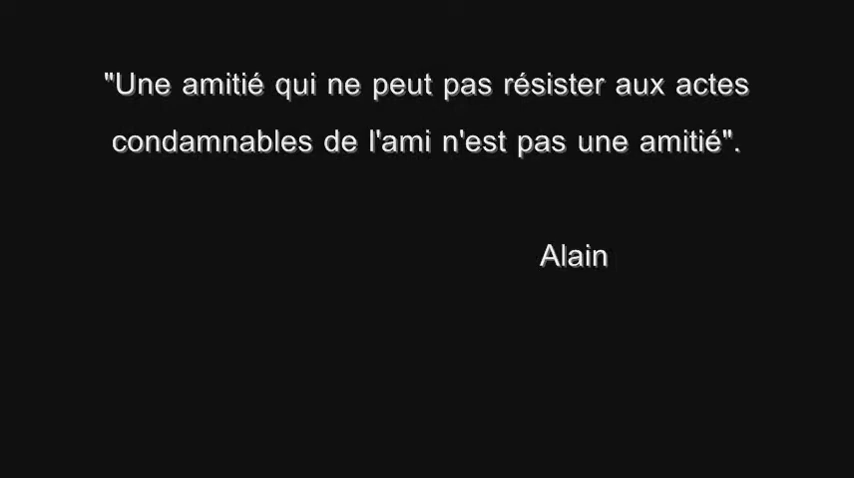 "Une amitié qui ne peut pas résister aux actes
condamnables de l'ami n'est pas une amitié".
Alain